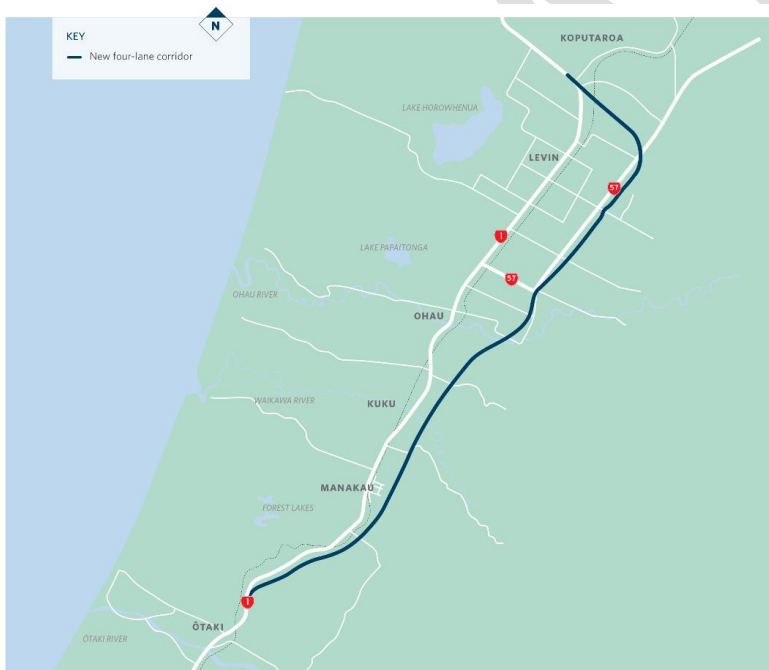 N
KEY
New four-lane corridor
KOPUTAROA
LAKE HOROWHENUA
LEVIN
57
1
LAKE PAPAITONGA
57
OHAU RIVER
OHAU
WAIKAWA RIVER
KUKU
MANAKAU
FOREST LAKES
1
ŌTAKI
ŌTAKI RIVER